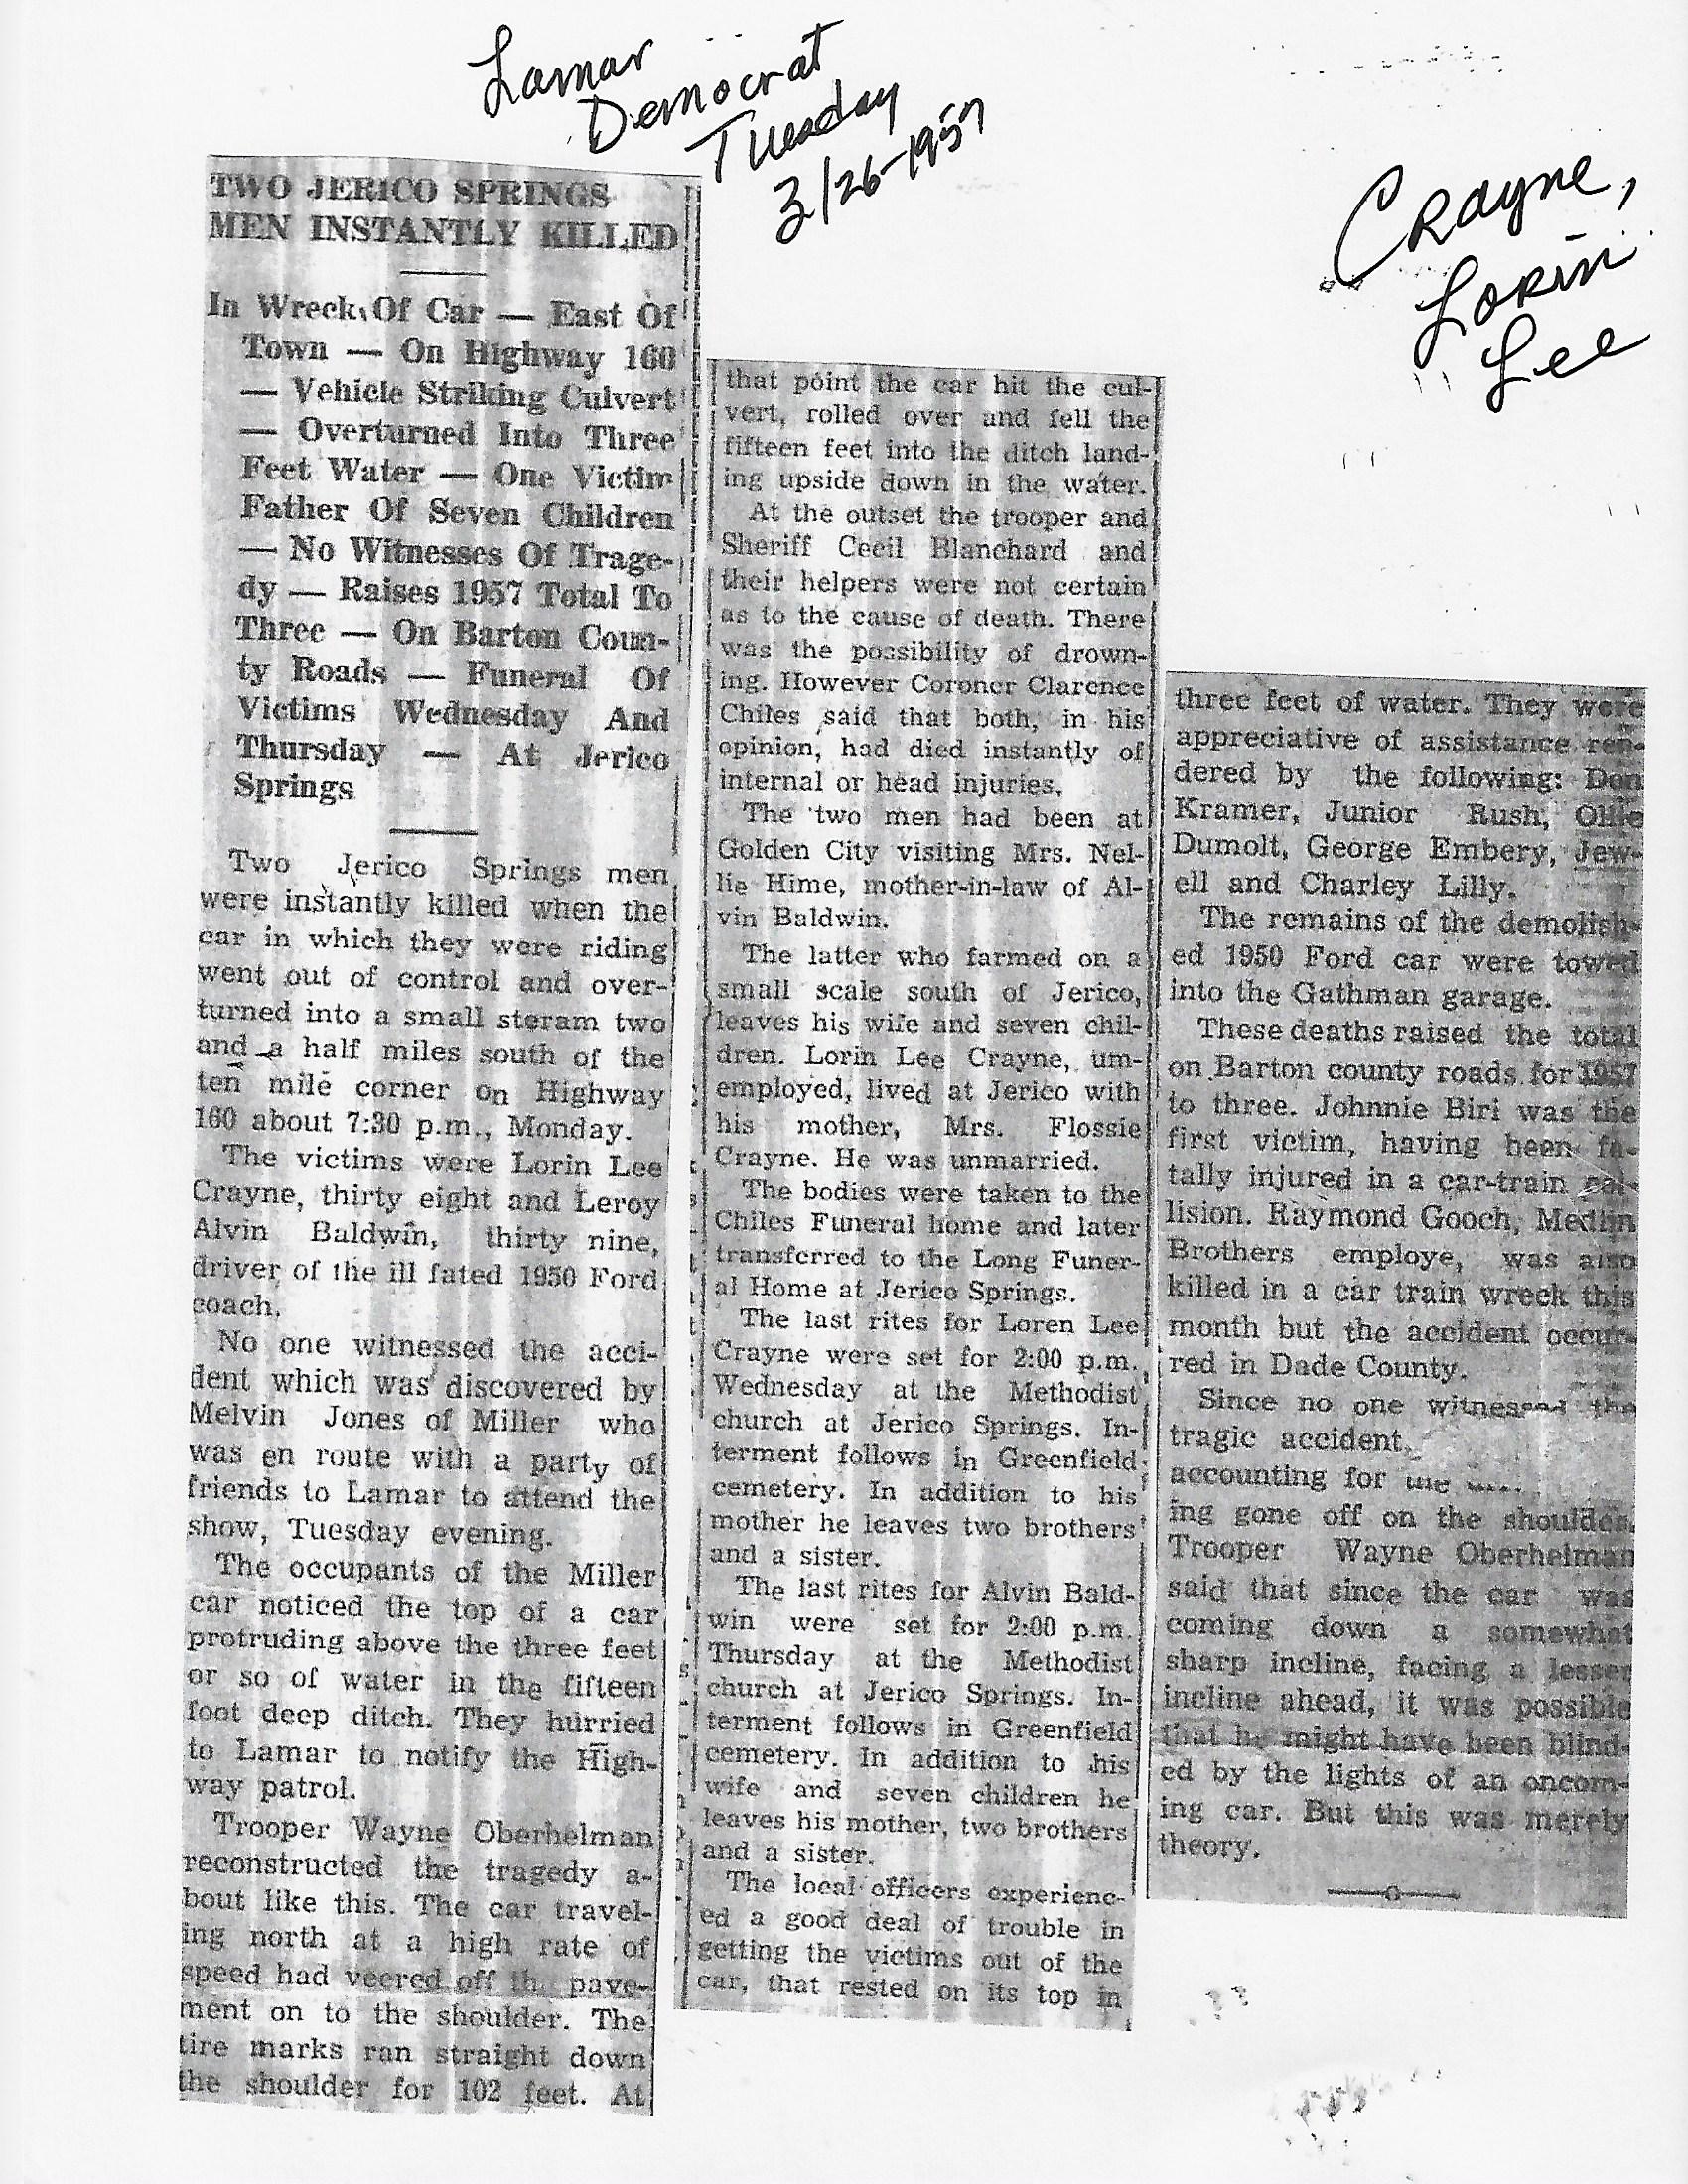 Lamar
Democrat
Tuesday
3/26-1957
Crayne,
Lorin
Lee
TWO JERICO SPRINGS
MEN INSTANTLY KILLED
In Wreck Of Car — East Of
Town — On Highway 160
— Vehicle Striking Culvert
— Overturned Into Three
Feet Water — One Victim
Father Of Seven Children
— No Witnesses Of Trage-
dy — Raises 1957 Total To
Three — On Barton Coun-
ty Roads — Funeral Of
Victims Wednesday And
Thursday — At Jerico
Springs
Two Jerico Springs men
were instantly killed when the
car in which they were riding
went out of control and over-
turned into a small steram two
and a half miles south of the
ten mile corner on Highway
160 about 7:30 p.m., Monday.
The victims were Lorin Lee
Crayne, thirty eight and Leroy
Alvin Baldwin, thirty nine,
driver of the ill fated 1950 Ford
coach.
No one witnessed the acci-
dent which was discovered by
Melvin Jones of Miller who
was en route with a party of
friends to Lamar to attend the
show, Tuesday evening.
The occupants of the Miller
car noticed the top of a car
protruding above the three feet
or so of water in the fifteen
foot deep ditch. They hurried
to Lamar to notify the High-
way patrol.
Trooper Wayne Oberhelman
reconstructed the tragedy a-
bout like this. The car travel-
ing north at a high rate of
speed had veered off th pave-
ment on to the shoulder. The
tire marks ran straight down
the shoulder for 102 feet. At
that point the car hit the cul-
vert, rolled over and fell the
fifteen feet into the ditch land-
ing upside down in the water.
At the outset the trooper and
Sheriff Cecil Blanchard and
their helpers were not certain
as to the cause of death. There
was the possibility of drown-
ing. However Coroner Clarence
Chiles said that both, in his
opinion, had died instantly of
internal or head injuries.
The two men had been at
Golden City visiting Mrs. Nel-
lie Hime, mother-in-law of Al-
vin Baldwin.
The latter who farmed on a
small scale south of Jerico,
leaves his wife and seven chil-
dren. Lorin Lee Crayne, um-
employed, lived at Jerico with
his mother, Mrs. Flossie
Crayne. He was unmarried.
The bodies were taken to the
Chiles Funeral home and later
transferred to the Long Funer-
al Home at Jerico Springs.
The last rites for Loren Lee
Crayne were set for 2:00 p.m.
Wednesday at the Methodist
church at Jerico Springs. In-
terment follows in Greenfield
cemetery. In addition to his
mother he leaves two brothers
and a sister.
The last rites for Alvin Bald-
win were set for 2:00 p.m.
Thursday at the Methodist
church at Jerico Springs. In-
terment follows in Greenfield
cemetery. In addition to his
wife and seven children he
leaves his mother, two brothers
and a sister.
The local officers experienc-
ed a good deal of trouble in
getting the victims out of the
car, that rested on its top in
three feet of water. They were
appreciative of assistance ren-
dered by the following: Don
Kramer, Junior Rush, Ollie
Dumolt, George Embery, Jew-
ell and Charley Lilly.
The remains of the demolish-
ed 1950 Ford car were towed
into the Gathman garage.
These deaths raised the total
on Barton county roads for 1957
to three. Johnnie Biri was the
first victim, having been fa-
tally injured in a car-train col-
lision. Raymond Gooch, Medlin
Brothers employe, was also
killed in a car train wreck this
month but the accident occur-
red in Dade County.
Since no one witnessed the
tragic accident,
accounting for the
ing gone off on the shoulder.
Trooper Wayne Oberhelman
said that since the car was
coming down a somewhat
sharp incline, facing a lesser
incline ahead, it was possible
that he might have been blind-
ed by the lights of an oncom-
ing car. But this was merely
theory.